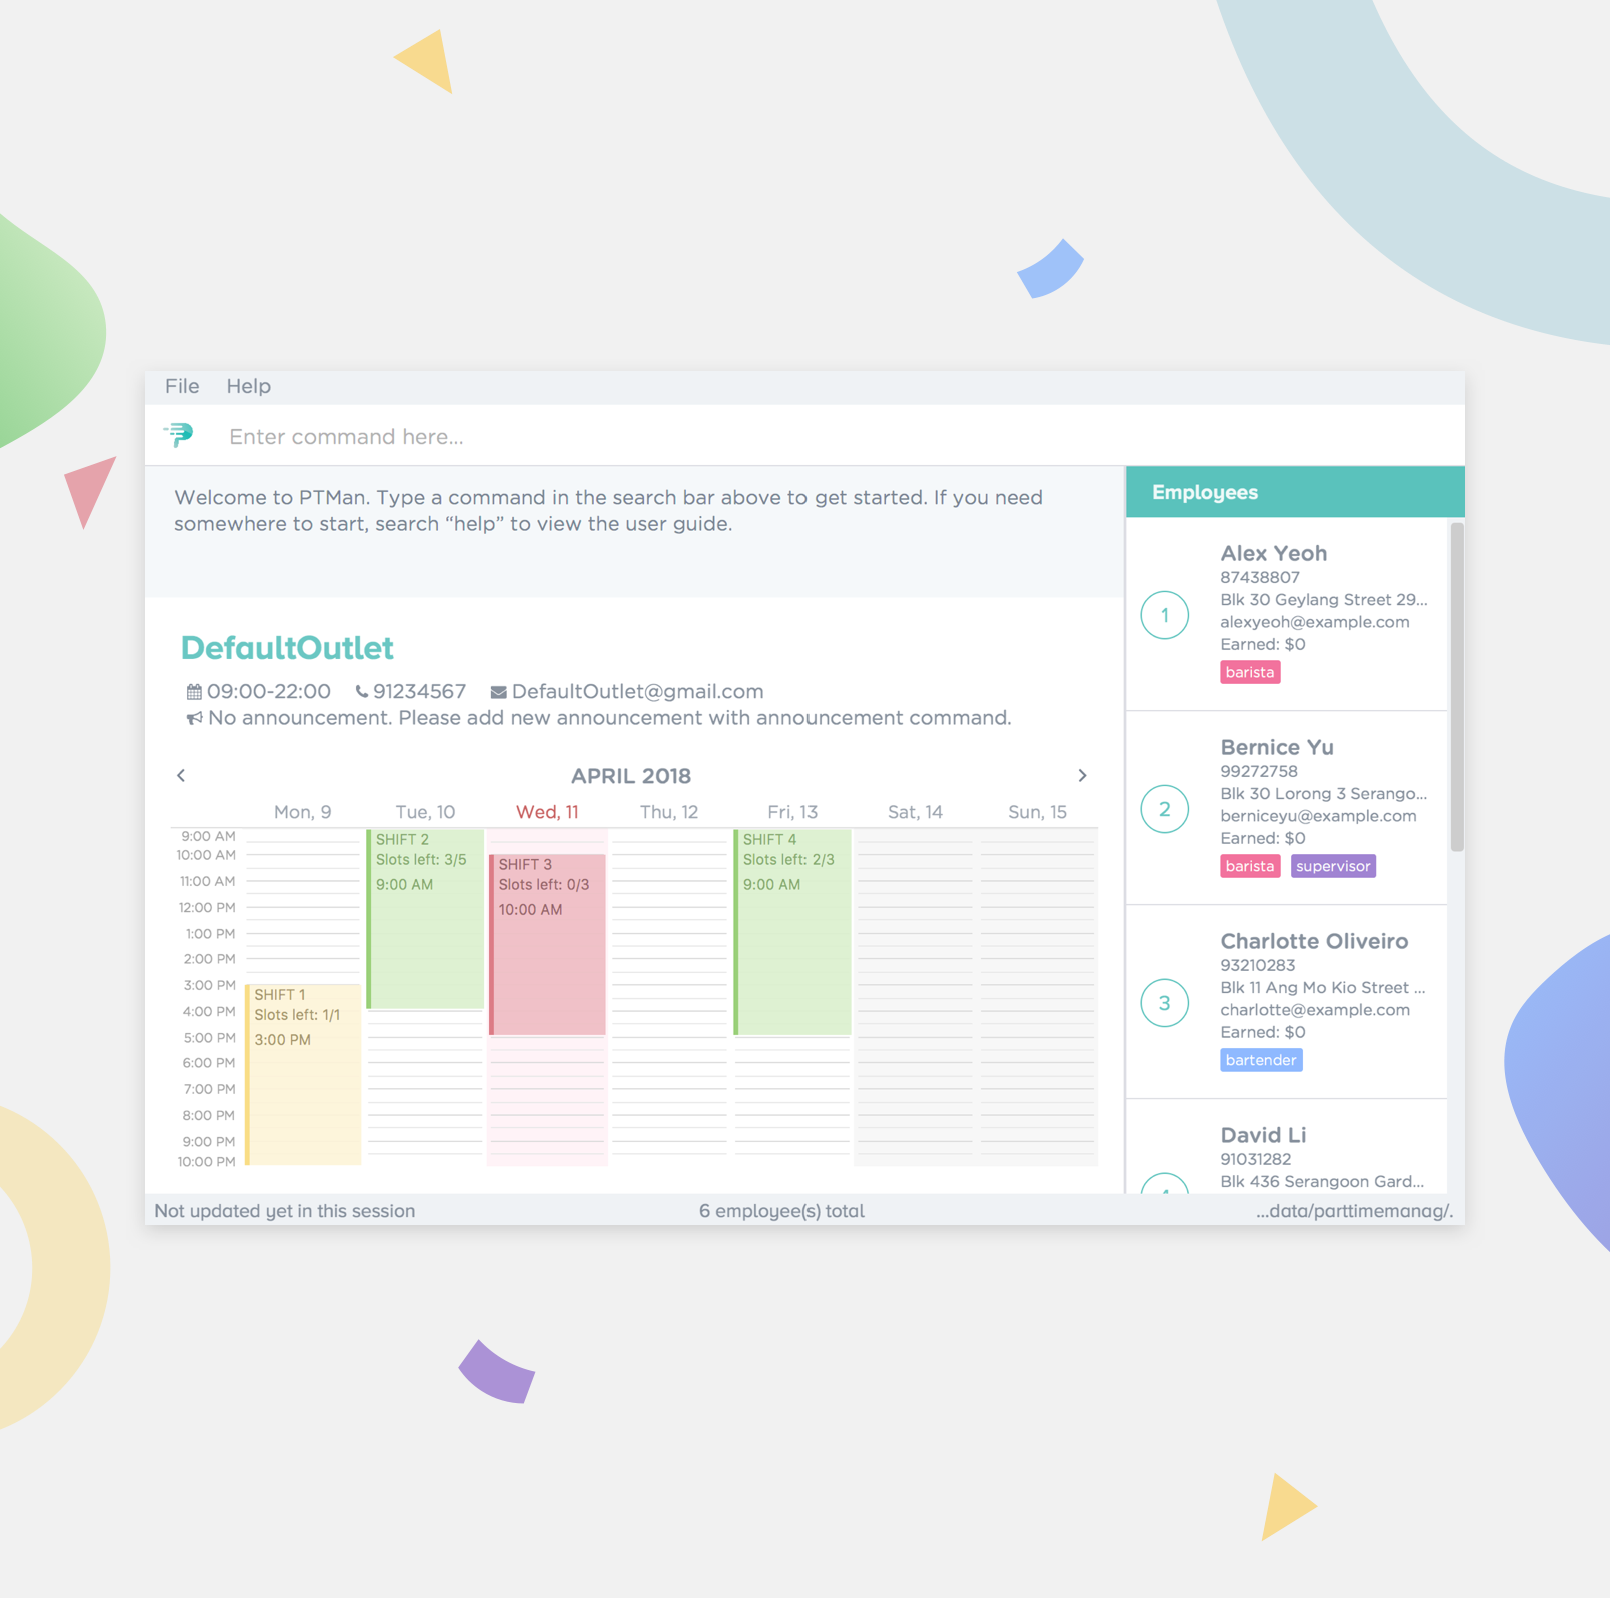 File Help
Enter command here...
Welcome to PTMan. Type a command in the search bar above to get started. If you need
somewhere to start, search “help” to view the user guide.
DefaultOutlet
09:00-22:00 91234567 DefaultOutlet@gmail.com
No announcement. Please add new announcement with announcement command.
APRIL 2018
Mon, 9 Tue, 10 Wed, 11 Thu, 12 Fri, 13 Sat, 14 Sun, 15
9:00 AM
10:00 AM
11:00 AM
12:00 PM
1:00 PM
2:00 PM
3:00 PM
4:00 PM
5:00 PM
6:00 PM
7:00 PM
8:00 PM
9:00 PM
10:00 PM
SHIFT 1
Slots left: 1/1
3:00 PM
SHIFT 2
Slots left: 3/5
9:00 AM
SHIFT 3
Slots left: 0/3
10:00 AM
SHIFT 4
Slots left: 2/3
9:00 AM
Employees
1
Alex Yeoh
87438807
Blk 30 Geylang Street 29...
alexyeoh@example.com
Earned: $0
barista
2
Bernice Yu
99272758
Blk 30 Lorong 3 Serango...
berniceyu@example.com
Earned: $0
barista supervisor
3
Charlotte Oliveiro
93210283
Blk 11 Ang Mo Kio Street ...
charlotte@example.com
Earned: $0
bartender
David Li
91031282
Blk 436 Serangoon Gard...
Not updated yet in this session
6 employee(s) total
...data/parttimemanag/.